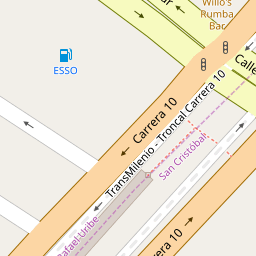 Willo's
Rumba
Bar
Calle
ESSO
Carrera 10
TransMilenio - Troncal Carrera 10
San Cristóbal
Rafael Uribe
Carrera 10